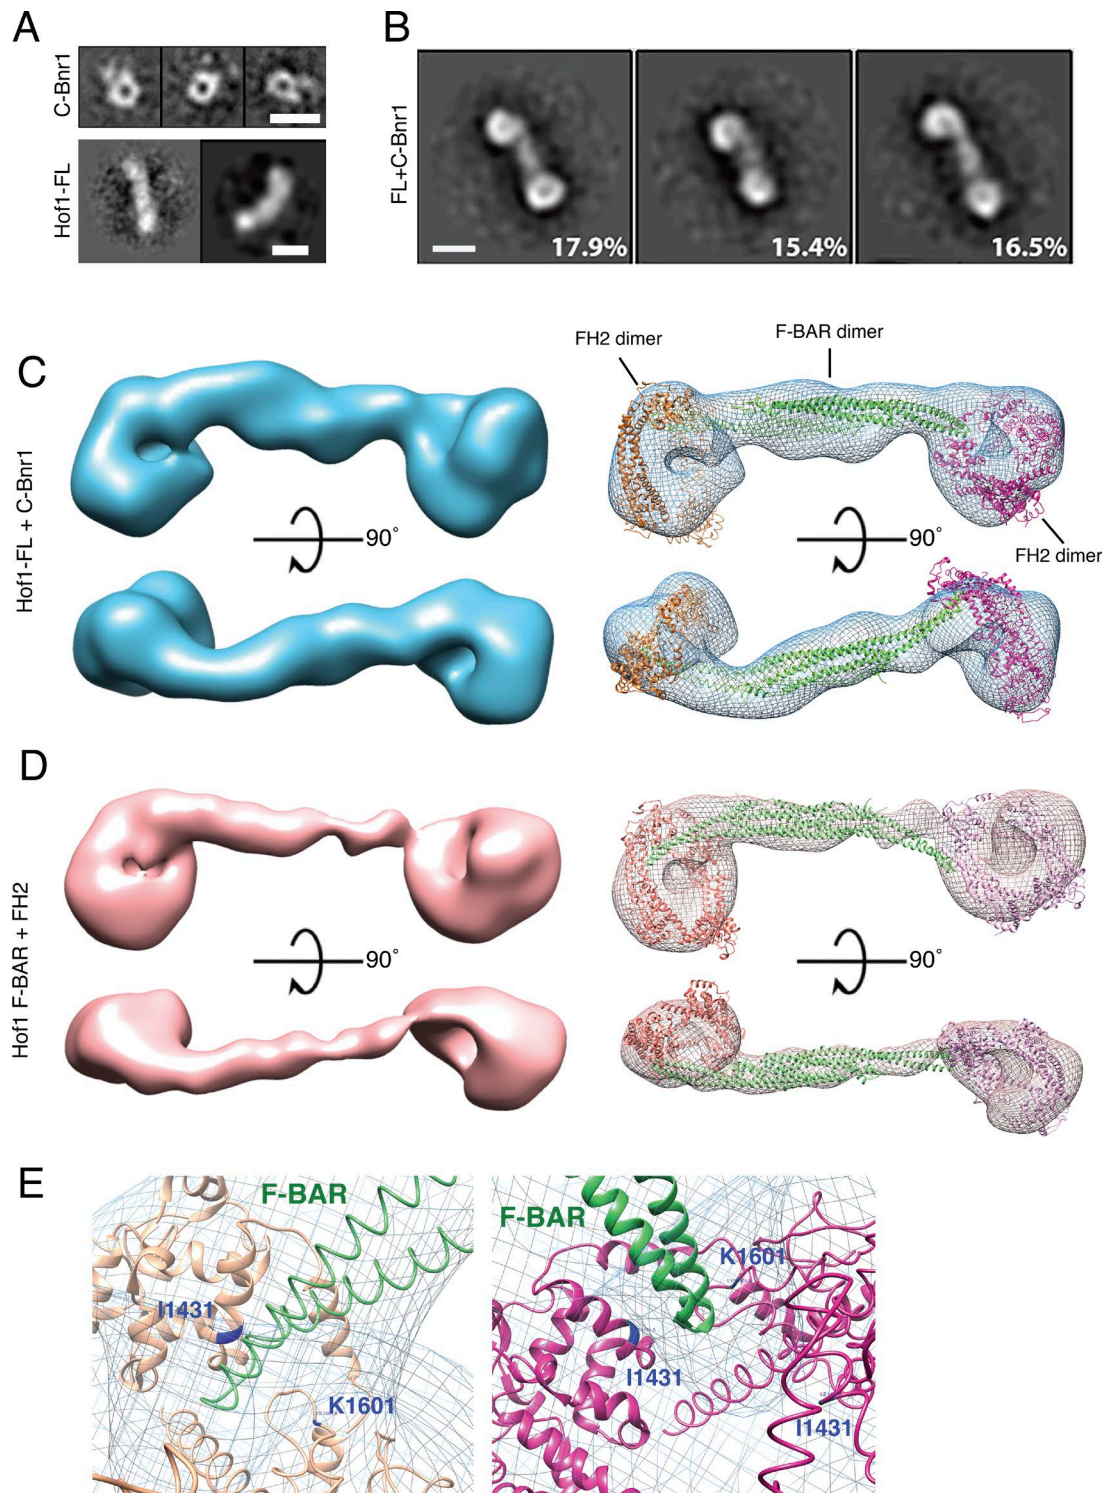 A
B
C-Bnr1
Hof1-FL
FL+C-Bnr1
17.9%
15.4%
16.5%
C
FH2 dimer
F-BAR dimer
Hof1-FL + C-Bnr1
90°
90°
FH2 dimer
D
Hof1 F-BAR + FH2
90°
90°
E
F-BAR
I1431
K1601
F-BAR
K1601
I1431
I1431